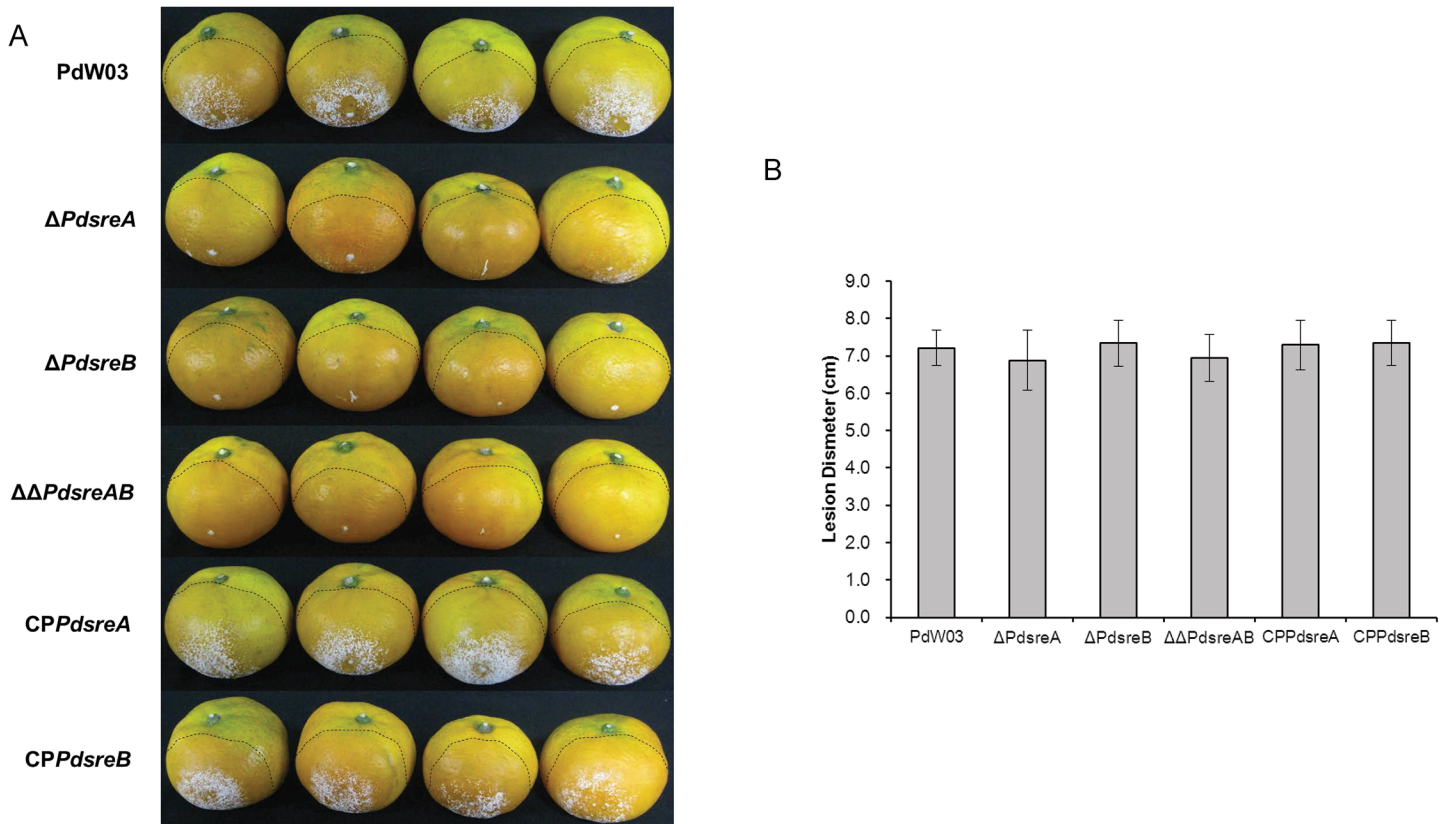 A
PdW03
ΔPdsreA
ΔPdsreB
ΔΔPdsreAB
CPPdsreA
CPPdsreB
B
9.0
8.0
7.0
6.0
5.0
4.0
3.0
2.0
1.0
0.0
Lesion Dismeter (cm)
PdW03 ΔPdsreA ΔPdsreB ΔΔPdsreAB CPPdsreA CPPdsreB